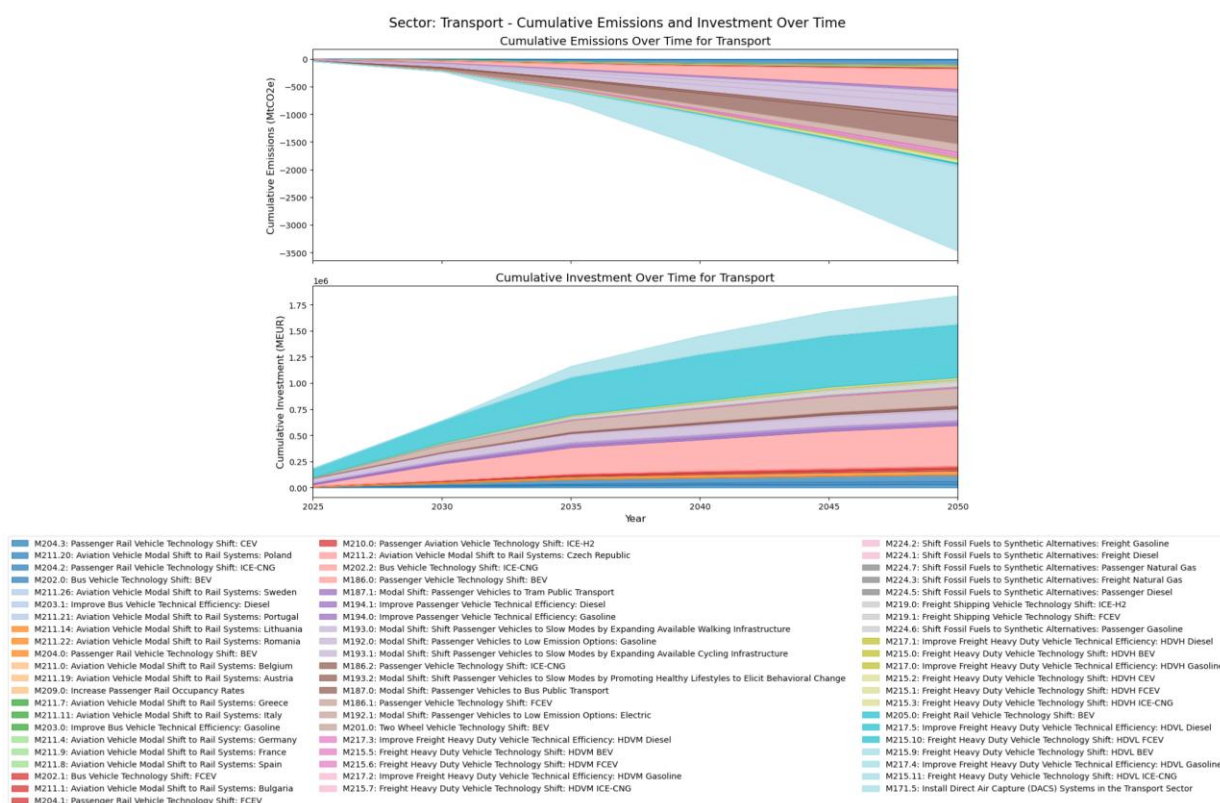 Sector: Transport - Cumulative Emissions and Investment Over Time
Cumulative Emissions Over Time for Transport
0
−500
−1000
−1500
−2000
−2500
−3000
−3500
Cumulative Emissions (MtCO2e)
Cumulative Investment Over Time for Transport
1e6
1.75
1.50
1.25
1.00
0.75
0.50
0.25
0.00
Cumulative Investment (MEUR)
2025 2030 2035 2040 2045 2050
Year
M204.3: Passenger Rail Vehicle Technology Shift: CEV
M211.20: Aviation Vehicle Modal Shift to Rail Systems: Poland
M204.2: Passenger Rail Vehicle Technology Shift: ICE-CNG
M202.0: Bus Vehicle Technology Shift: BEV
M211.26: Aviation Vehicle Modal Shift to Rail Systems: Sweden
M203.1: Improve Bus Vehicle Technical Efficiency: Diesel
M211.21: Aviation Vehicle Modal Shift to Rail Systems: Portugal
M211.14: Aviation Vehicle Modal Shift to Rail Systems: Lithuania
M211.22: Aviation Vehicle Modal Shift to Rail Systems: Romania
M204.0: Passenger Rail Vehicle Technology Shift: BEV
M211.0: Aviation Vehicle Modal Shift to Rail Systems: Belgium
M211.19: Aviation Vehicle Modal Shift to Rail Systems: Austria
M209.0: Increase Passenger Rail Occupancy Rates
M211.7: Aviation Vehicle Modal Shift to Rail Systems: Greece
M211.11: Aviation Vehicle Modal Shift to Rail Systems: Italy
M203.0: Improve Bus Vehicle Technical Efficiency: Gasoline
M211.4: Aviation Vehicle Modal Shift to Rail Systems: Germany
M211.9: Aviation Vehicle Modal Shift to Rail Systems: France
M211.8: Aviation Vehicle Modal Shift to Rail Systems: Spain
M202.1: Bus Vehicle Technology Shift: FCEV
M211.1: Aviation Vehicle Modal Shift to Rail Systems: Bulgaria
M204.1: Passenger Rail Vehicle Technology Shift: FCEV
M210.0: Passenger Aviation Vehicle Technology Shift: ICE-H2
M211.2: Aviation Vehicle Modal Shift to Rail Systems: Czech Republic
M202.2: Bus Vehicle Technology Shift: ICE-CNG
M186.0: Passenger Vehicle Technology Shift: BEV
M187.1: Modal Shift: Passenger Vehicles to Tram Public Transport
M194.1: Improve Passenger Vehicle Technical Efficiency: Diesel
M194.0: Improve Passenger Vehicle Technical Efficiency: Gasoline
M193.0: Modal Shift: Shift Passenger Vehicles to Slow Modes by Expanding Available Walking Infrastructure
M192.0: Modal Shift: Passenger Vehicles to Low Emission Options: Gasoline
M193.1: Modal Shift: Shift Passenger Vehicles to Slow Modes by Expanding Available Cycling Infrastructure
M186.2: Passenger Vehicle Technology Shift: ICE-CNG
M193.2: Modal Shift: Shift Passenger Vehicles to Slow Modes by Promoting Healthy Lifestyles to Elicit Behavioral Change
M187.0: Modal Shift: Passenger Vehicles to Bus Public Transport
M186.1: Passenger Vehicle Technology Shift: FCEV
M192.1: Modal Shift: Passenger Vehicles to Low Emission Options: Electric
M201.0: Two Wheel Vehicle Technology Shift: BEV
M217.3: Improve Freight Heavy Duty Vehicle Technical Efficiency: HDVM Diesel
M215.5: Freight Heavy Duty Vehicle Technology Shift: HDVM BEV
M215.6: Freight Heavy Duty Vehicle Technology Shift: HDVM FCEV
M217.2: Improve Freight Heavy Duty Vehicle Technical Efficiency: HDVM Gasoline
M215.7: Freight Heavy Duty Vehicle Technology Shift: HDVM ICE-CNG
M224.2: Shift Fossil Fuels to Synthetic Alternatives: Freight Gasoline
M224.1: Shift Fossil Fuels to Synthetic Alternatives: Freight Diesel
M224.7: Shift Fossil Fuels to Synthetic Alternatives: Passenger Natural Gas
M224.3: Shift Fossil Fuels to Synthetic Alternatives: Freight Natural Gas
M224.5: Shift Fossil Fuels to Synthetic Alternatives: Passenger Diesel
M219.0: Freight Shipping Vehicle Technology Shift: ICE-H2
M219.1: Freight Shipping Vehicle Technology Shift: FCEV
M224.6: Shift Fossil Fuels to Synthetic Alternatives: Passenger Gasoline
M217.1: Improve Freight Heavy Duty Vehicle Technical Efficiency: HDVH Diesel
M215.0: Freight Heavy Duty Vehicle Technology Shift: HDVH BEV
M217.0: Improve Freight Heavy Duty Vehicle Technical Efficiency: HDVH Gasoline
M215.2: Freight Heavy Duty Vehicle Technology Shift: HDVH CEV
M215.1: Freight Heavy Duty Vehicle Technology Shift: HDVH FCEV
M215.3: Freight Heavy Duty Vehicle Technology Shift: HDVH ICE-CNG
M205.0: Freight Rail Vehicle Technology Shift: BEV
M217.5: Improve Freight Heavy Duty Vehicle Technical Efficiency: HDVL Diesel
M215.10: Freight Heavy Duty Vehicle Technology Shift: HDVL FCEV
M215.9: Freight Heavy Duty Vehicle Technology Shift: HDVL BEV
M217.4: Improve Freight Heavy Duty Vehicle Technical Efficiency: HDVL Gasoline
M215.11: Freight Heavy Duty Vehicle Technology Shift: HDVL ICE-CNG
M171.5: Install Direct Air Capture (DACS) Systems in the Transport Sector